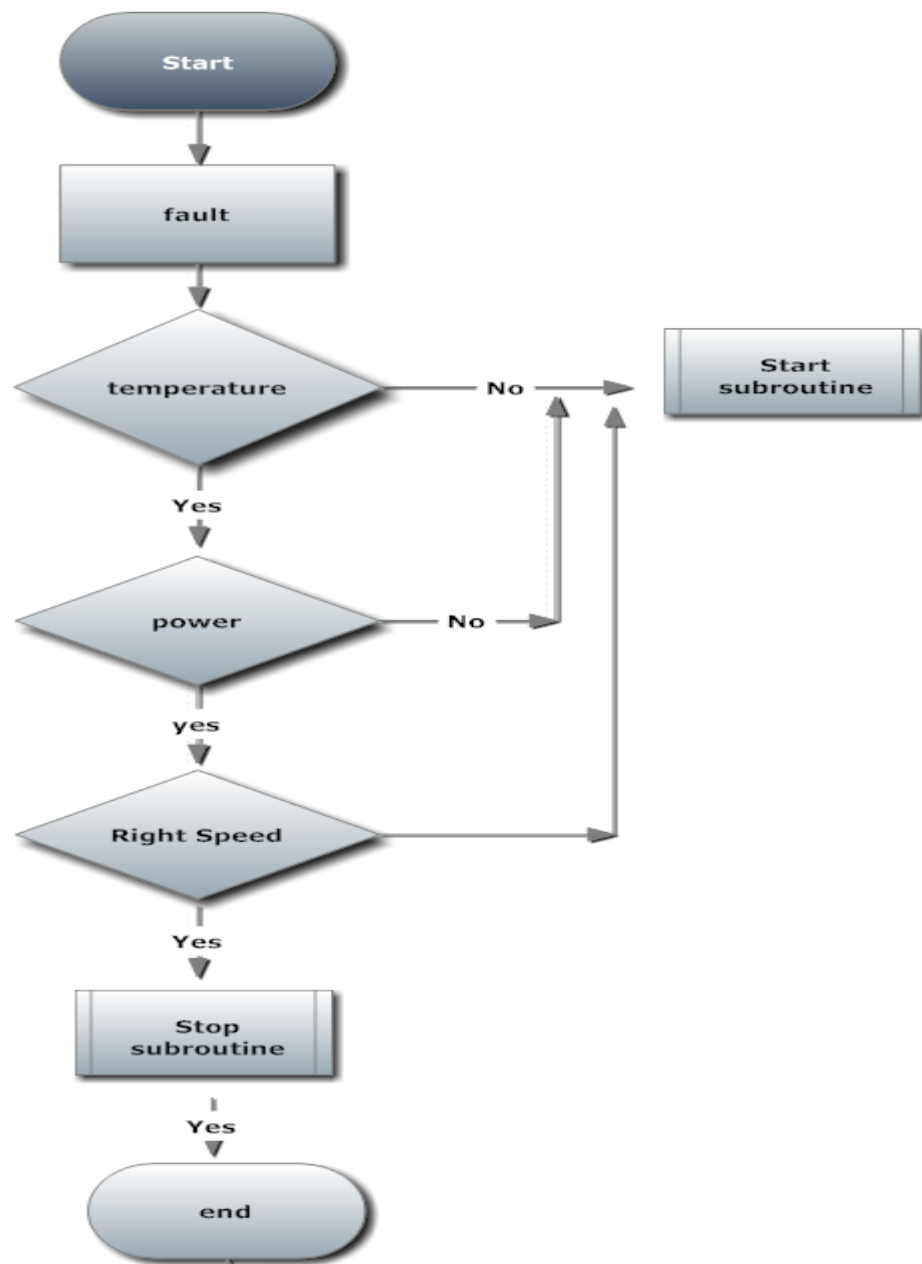 Start
fault
temperature
No
Start
subroutine
Yes
power
No
yes
Right Speed
Yes
Stop
subroutine
Yes
end